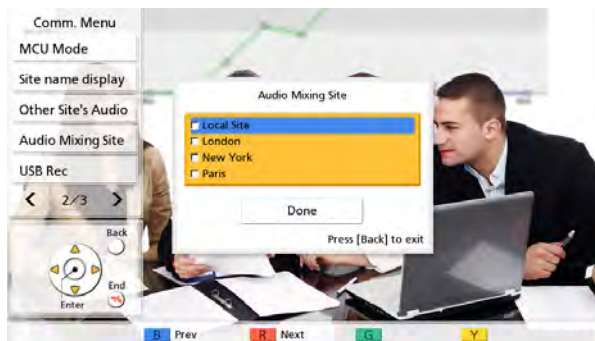 Comm. Menu
MCU Mode
Site name display
Other Site's Audio
Audio Mixing Site
USB Rec
2/3
Back
End
Enter
Audio Mixing Site
Local Site
London
New York
Paris
Done
Press [Back] to exit
B Prev R Next G Y